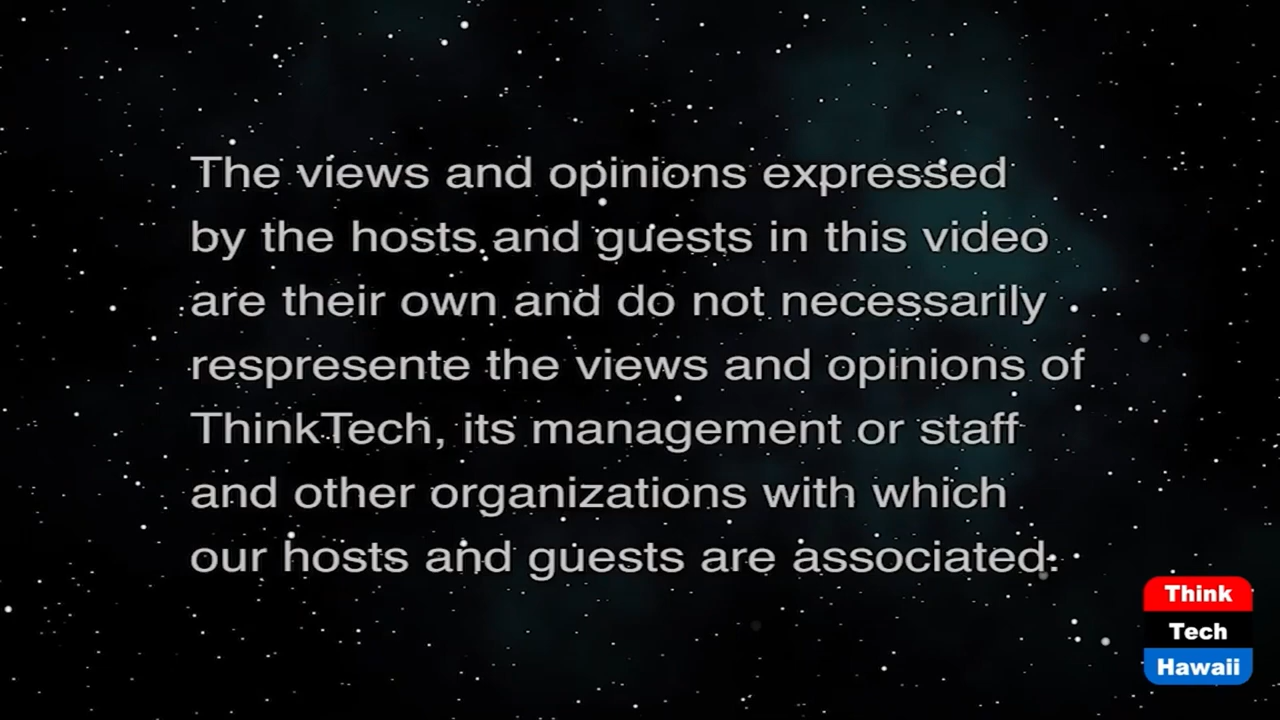 The views and opinions expressed
by the hosts and guests in this video
are their own and do not necessarily
respresente the views and opinions of
ThinkTech, its management or staff
and other organizations with which
our hosts and guests are associated.
Think
Tech
Hawaii